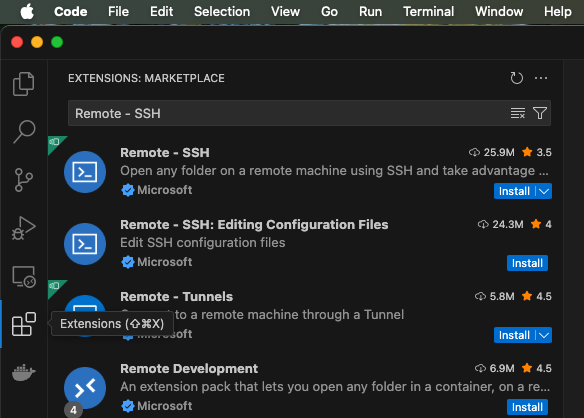 Code File Edit Selection View Go Run Terminal Window Help
EXTENSIONS: MARKETPLACE
Remote - SSH
Remote - SSH 25.9M 3.5
Open any folder on a remote machine using SSH and take advantage ...
Microsoft Install
Remote - SSH: Editing Configuration Files 24.3M 4
Edit SSH configuration files
Microsoft Install
Remote - Tunnels 5.8M 4.5
to a remote machine through a Tunnel
Extensions (⇧⌘X)
Install
Remote Development 6.9M 4.5
An extension pack that lets you open any folder in a container, on a re...
4
Microsoft Install